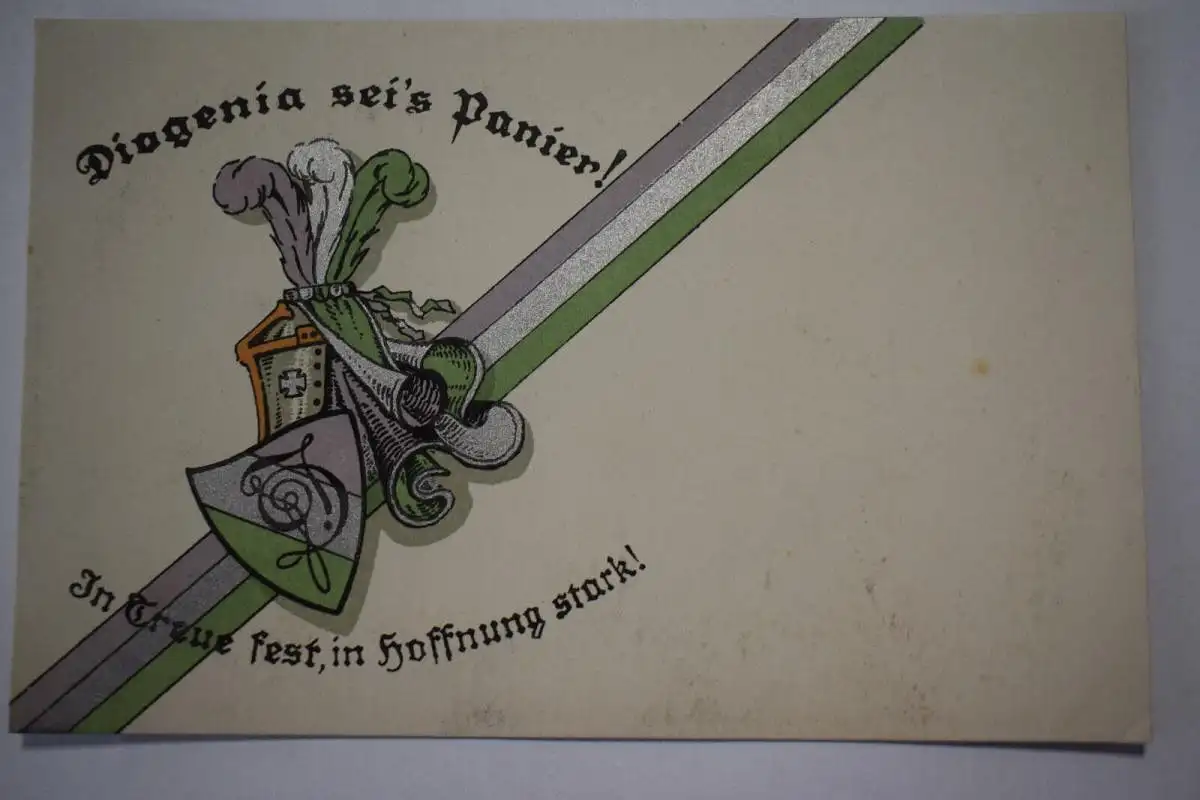 Diogenia sei's Panier!
In Treue fest, in Hoffnung stark!